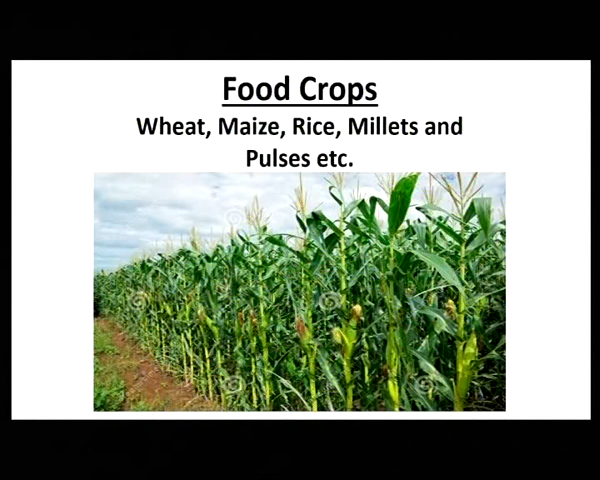 Food Crops
Wheat, Maize, Rice, Millets and
Pulses etc.